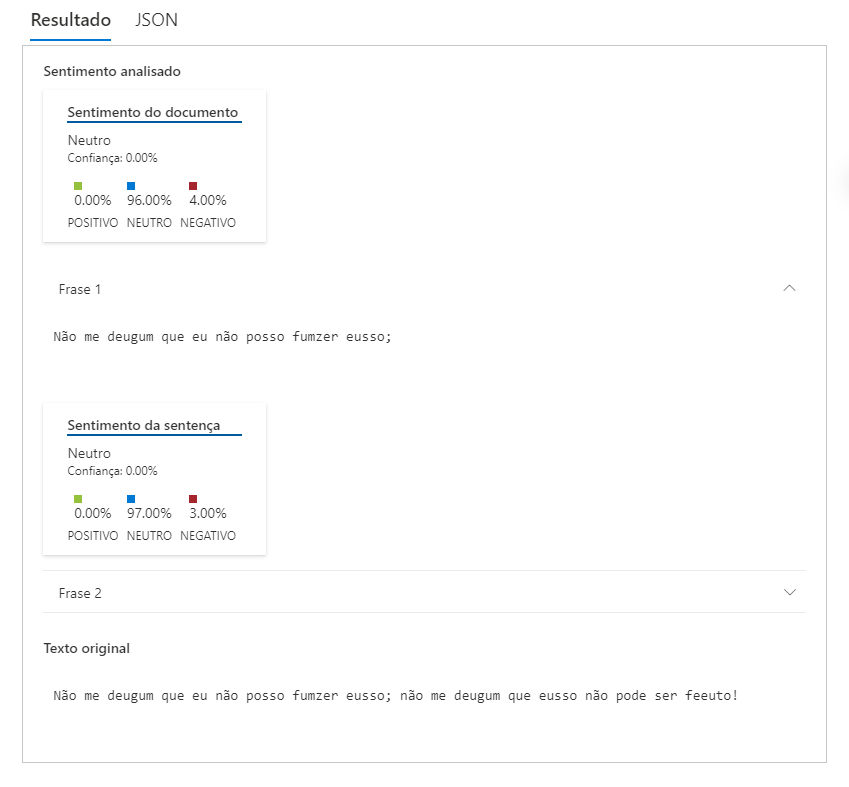 Resultado JSON
Sentimento analisado
Sentimento do documento
Neutro
Confiança: 0.00%
0.00% 96.00% 4.00%
POSITIVO NEUTRO NEGATIVO
Frase 1
Não me deugum que eu não posso fumzer eusso;
Sentimento da sentença
Neutro
Confiança: 0.00%
0.00% 97.00% 3.00%
POSITIVO NEUTRO NEGATIVO
Frase 2
Texto original
Não me deugum que eu não posso fumzer eusso; não me deugum que eusso não pode ser feeuto!